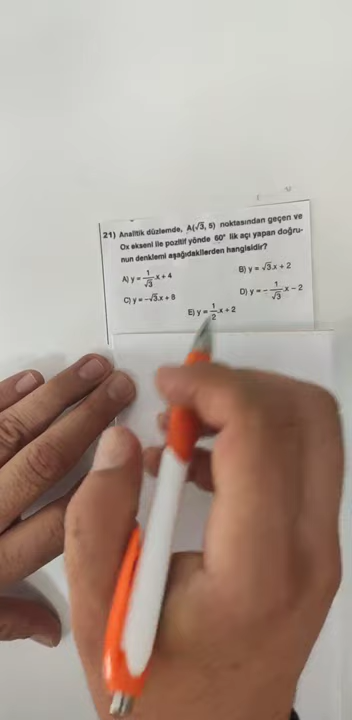 21) Analitik düzlemde, A(√3, 5) noktasından geçen ve
Ox ekseni ile pozitif yönde 60° lik açı yapan doğru-
nun denklemi aşağıdakilerden hangisidir?
A) y = 1/√3 x + 4
B) y = √3.x + 2
C) y = -√3.x + 8
D) y = - 1/√3 .x - 2
E) y = 1/2 .x + 2